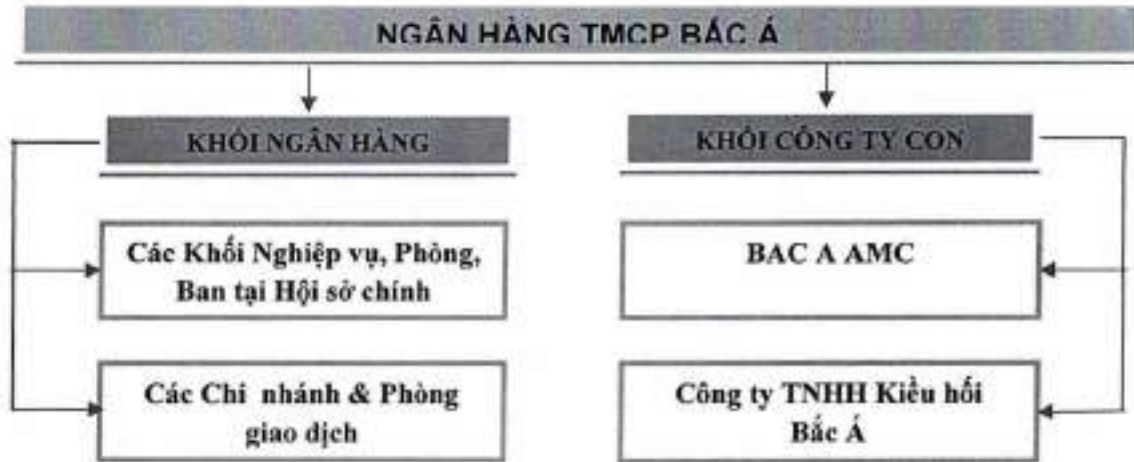 NGÂN HÀNG TMCP BẮC Á
KHỐI NGÂN HÀNG
KHỐI CÔNG TY CON
Các Khối Nghiệp vụ, Phòng,
Ban tại Hội sở chính
BAC A AMC
Các Chi nhánh & Phòng
giao dịch
Công ty TNHH Kiều hối
Bắc Á